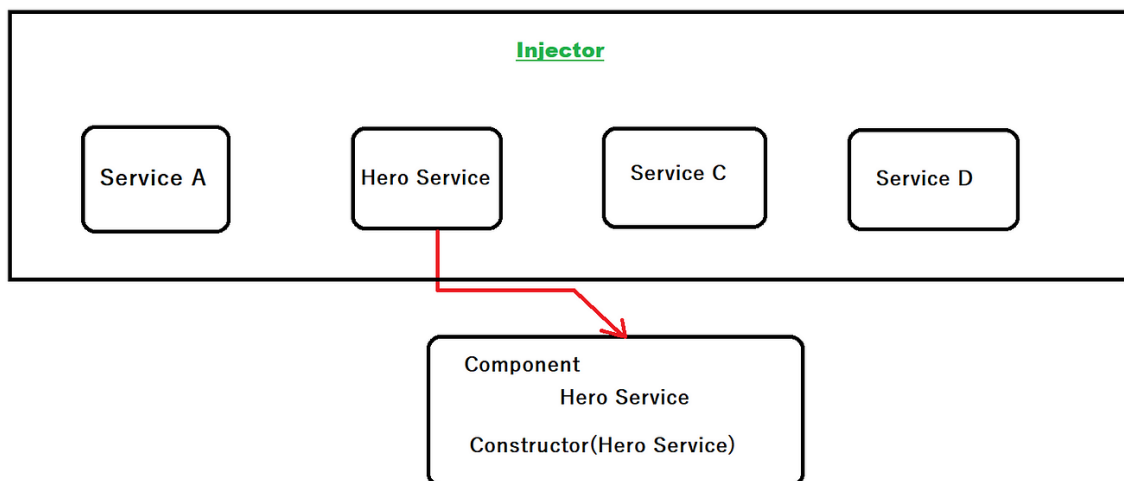 Injector
Service A
Hero Service
Service C
Service D
Component
Hero Service
Constructor(Hero Service)